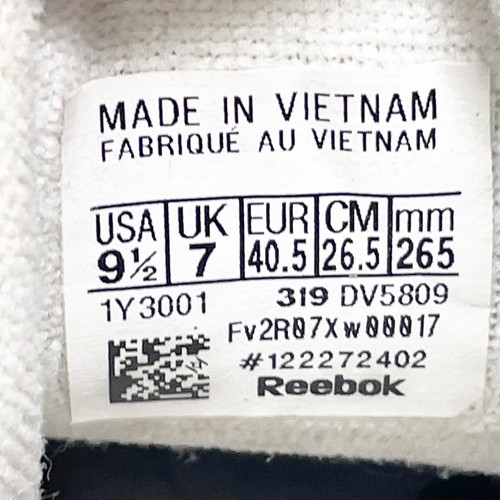 MADE IN VIETNAM
FABRIQUÉ AU VIETNAM
USA UK EUR CM mm
9½ 7 40.5 26.5 265
1Y3001 319 DV5809
Fv2R07Xw00017
#122272402
Reebok